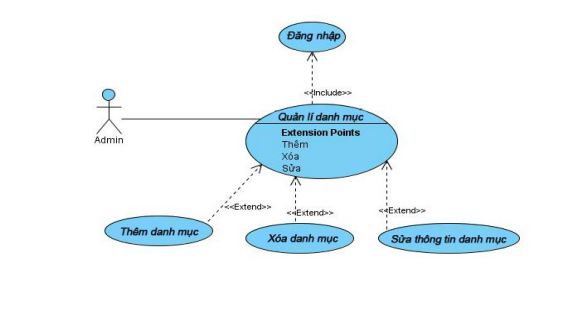 Đăng nhập
<<Include>>
Quản lí danh mục
Extension Points
Thêm
Xóa
Sửa
Admin
<<Extend>>
<<Extend>>
<<Extend>>
Thêm danh mục
Xóa danh mục
Sửa thông tin danh mục